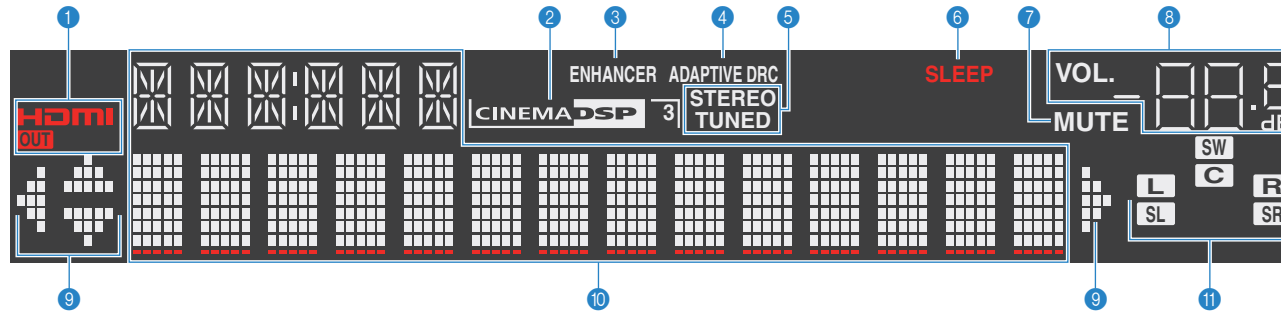 1 2 3 4 5 6 7 8
ENHANCER ADAPTIVE DRC SLEEP VOL.
HDMI CINEMA DSP 3 STEREO
OUT TUNED MUTE
SW
L C R
SL SR
9 10 9 11